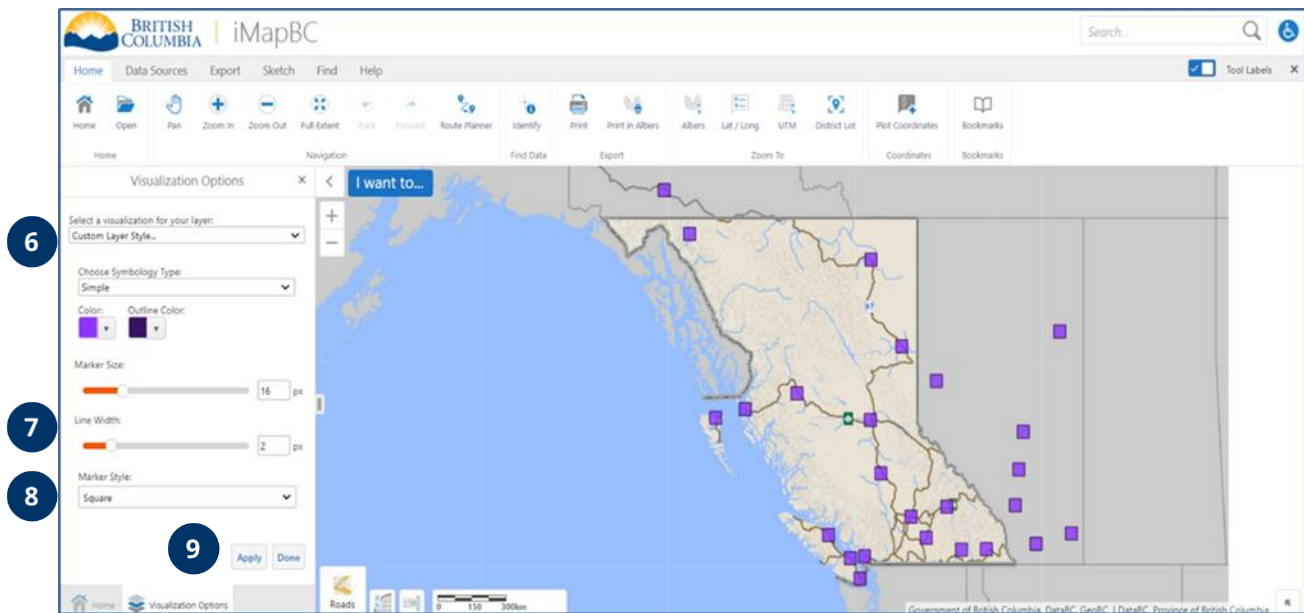 BRITISH
COLUMBIA
iMapBC
Search...
Home Data Sources Export Sketch Find Help
Tool Labels ×
Home Open Pan Zoom In Zoom Out Full Extent Back Forward Route Planner Identify Print Print in Albers Albers Lat / Long UTM District Lot Plot Coordinates Bookmarks
Home Navigation Find Data Export Zoom To Coordinates Bookmarks
Visualization Options ×
I want to...
Select a visualization for your layer:
6
Custom Layer Style...
Choose Symbology Type:
Simple
Color: Outline Color:
Marker Size:
16 px
7
Line Width:
2 px
8
Marker Style:
Square
9
Apply Done
Home Visualization Options
97
Roads
0 150 300km
Government of British Columbia, DataBC, GeoBC, | DataBC, Province of British Columbia